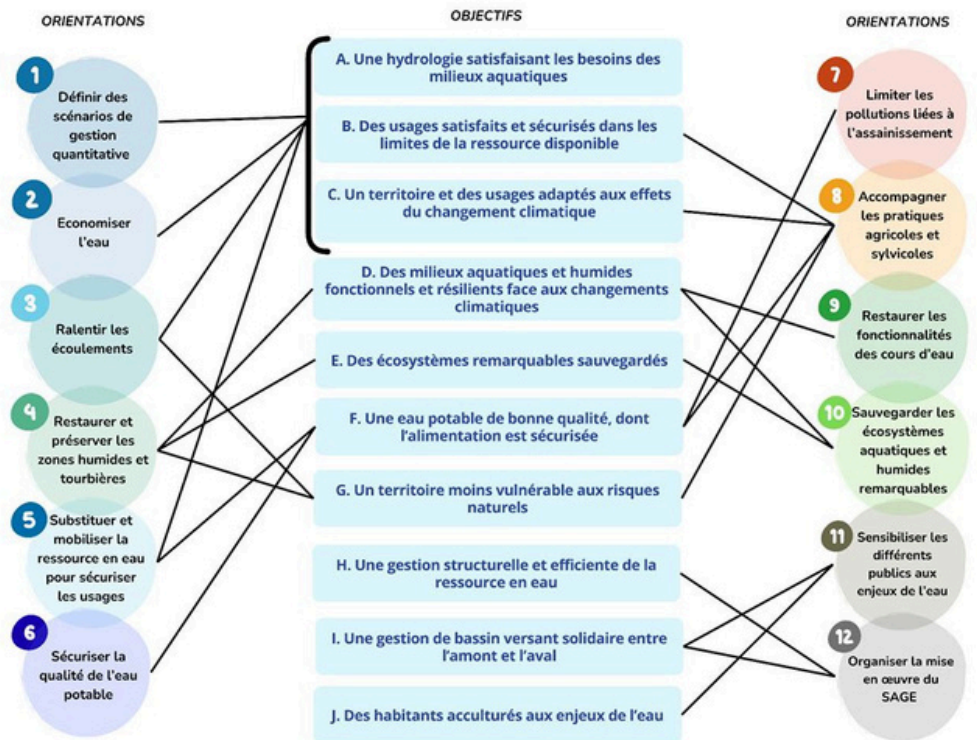 ORIENTATIONS
1
Définir des
scénarios de
gestion
quantitative
2
Economiser
l'eau
3
Ralentir les
écoulements
4
Restaurer et
préserver les
zones humides et
tourbières
5
Substituer et
mobiliser la
ressource en eau
pour sécuriser
les usages
6
Sécuriser la
qualité de l'eau
potable
OBJECTIFS
A. Une hydrologie satisfaisant les besoins des
milieux aquatiques
B. Des usages satisfaits et sécurisés dans les
limites de la ressource disponible
C. Un territoire et des usages adaptés aux effets
du changement climatique
D. Des milieux aquatiques et humides
fonctionnels et résilients face aux changements
climatiques
E. Des écosystèmes remarquables sauvegardés
F. Une eau potable de bonne qualité, dont
l'alimentation est sécurisée
G. Un territoire moins vulnérable aux risques
naturels
H. Une gestion structurelle et efficiente de la
ressource en eau
I. Une gestion de bassin versant solidaire entre
l'amont et l'aval
J. Des habitants acculturés aux enjeux de l'eau
ORIENTATIONS
7
Limiter les
pollutions liées à
l'assainissement
8
Accompagner
les pratiques
agricoles et
sylvicoles
9
Restaurer les
fonctionnalités
des cours d'eau
10
Sauvegarder les
écosystèmes
aquatiques et
humides
remarquables
11
Sensibiliser les
différents
publics aux
enjeux de l'eau
12
Organiser la mise
en œuvre du
SAGE